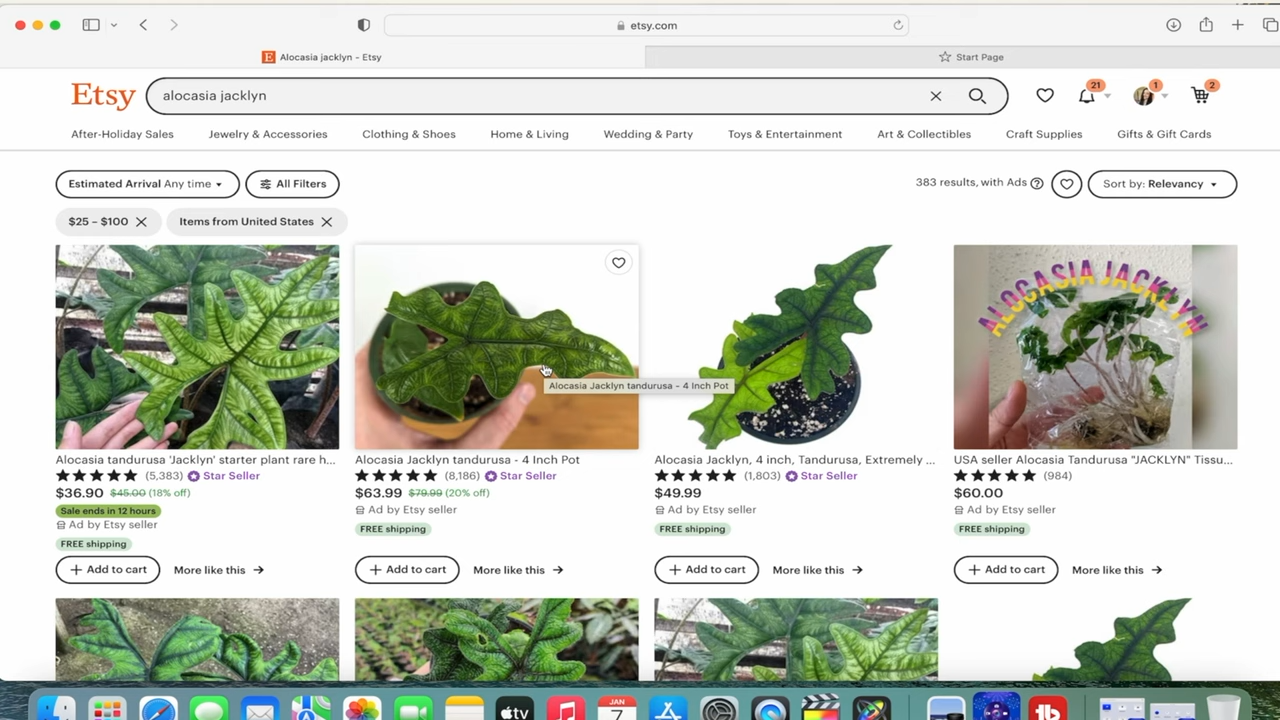 etsy.com
E Alocasia jacklyn - Etsy
Start Page
Etsy
alocasia jacklyn
21
1
2
After-Holiday Sales Jewelry & Accessories Clothing & Shoes Home & Living Wedding & Party Toys & Entertainment Art & Collectibles Craft Supplies Gifts & Gift Cards
Estimated Arrival Any time
All Filters
383 results, with Ads ?
Sort by: Relevancy
$25 – $100
Items from United States
ALOCASIA JACKLYN
Alocasia Jacklyn tandurusa - 4 Inch Pot
Alocasia tandurusa 'Jacklyn' starter plant rare h...
(5,383) Star Seller
$36.90 $45.00 (18% off)
Sale ends in 12 hours
Ad by Etsy seller
FREE shipping
+ Add to cart More like this →
Alocasia Jacklyn tandurusa - 4 Inch Pot
(8,186) Star Seller
$63.99 $79.99 (20% off)
Ad by Etsy seller
FREE shipping
+ Add to cart More like this →
Alocasia Jacklyn, 4 inch, Tandurusa, Extremely ...
(1,803) Star Seller
$49.99
Ad by Etsy seller
FREE shipping
+ Add to cart More like this →
USA seller Alocasia Tandurusa "JACKLYN" Tissu...
(984)
$60.00
Ad by Etsy seller
FREE shipping
+ Add to cart More like this →
tv
JAN
7